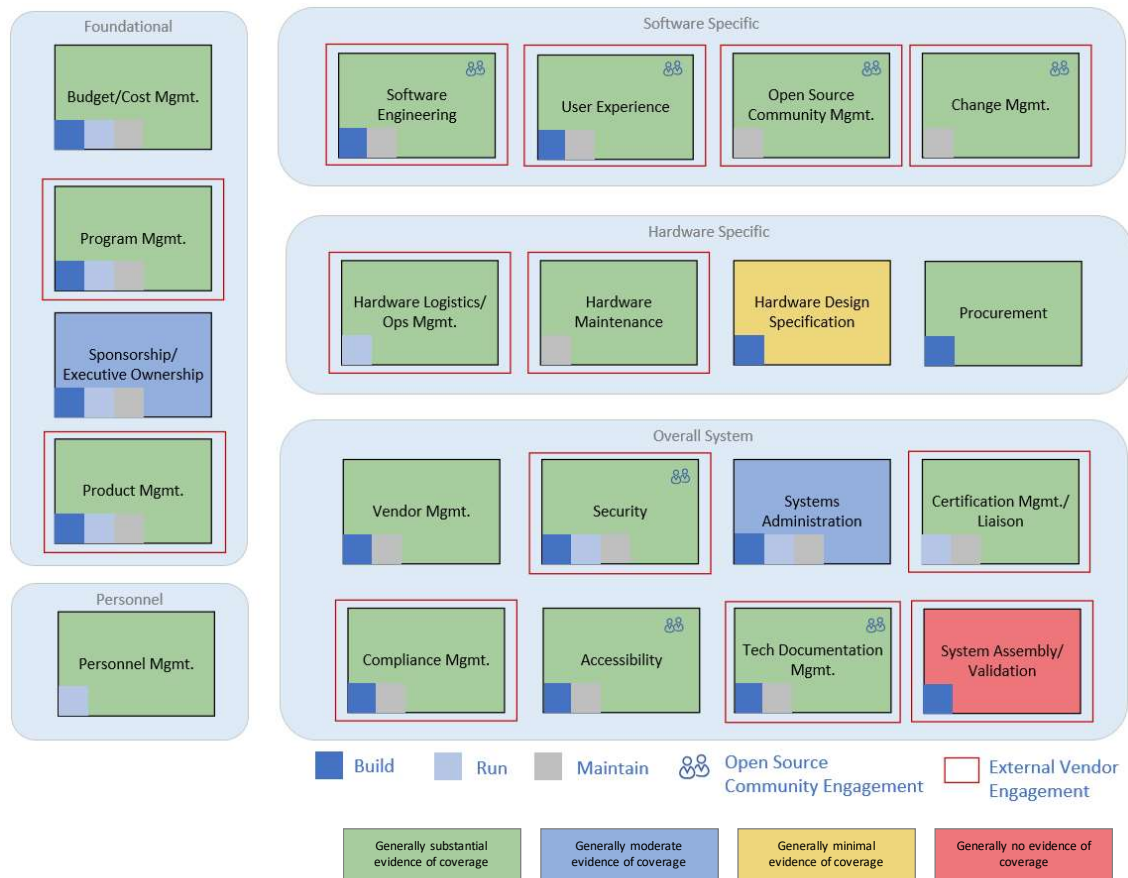 Foundational
Budget/Cost Mgmt.
Program Mgmt.
Sponsorship/
Executive Ownership
Product Mgmt.
Personnel
Personnel Mgmt.
Software Specific
Software
Engineering
User Experience
Open Source
Community Mgmt.
Change Mgmt.
Hardware Specific
Hardware Logistics/
Ops Mgmt.
Hardware
Maintenance
Hardware Design
Specification
Procurement
Overall System
Vendor Mgmt.
Security
Systems
Administration
Certification Mgmt./
Liaison
Compliance Mgmt.
Accessibility
Tech Documentation
Mgmt.
System Assembly/
Validation
Build
Run
Maintain
Open Source
Community Engagement
External Vendor
Engagement
Generally substantial
evidence of coverage
Generally moderate
evidence of coverage
Generally minimal
evidence of coverage
Generally no evidence of
coverage